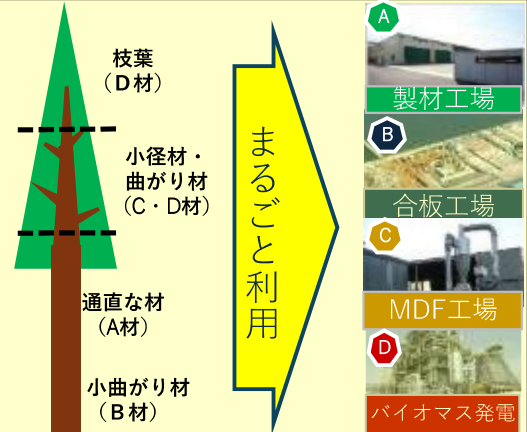 枝葉
（D材）
小径材・
曲がり材
（C・D材）
通直な材
（A材）
小曲がり材
（B材）
まるごと利用
A
製材工場
B
合板工場
C
MDF工場
D
バイオマス発電